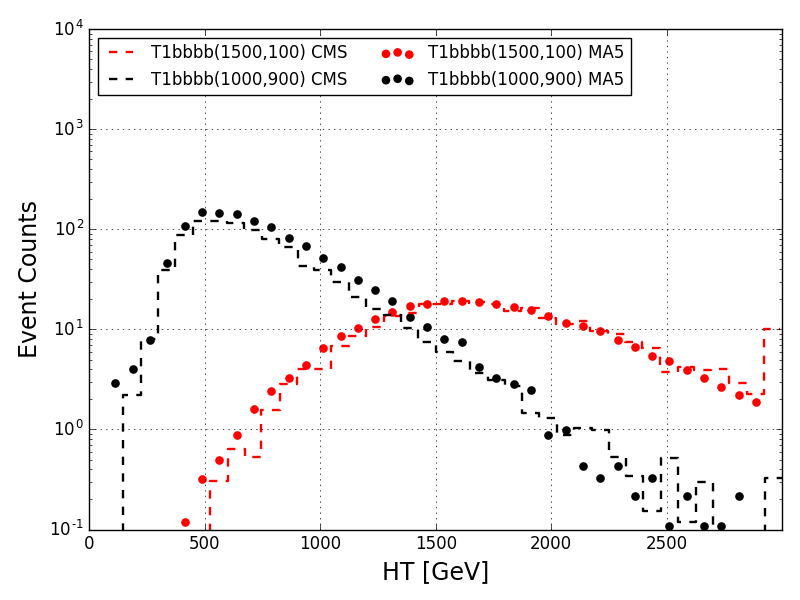 10^4
T1bbbb(1500,100) CMS
T1bbbb(1500,100) MA5
T1bbbb(1000,900) CMS
T1bbbb(1000,900) MA5
10^3
10^2
10^1
10^0
10^-1
Event Counts
0 500 1000 1500 2000 2500
HT [GeV]